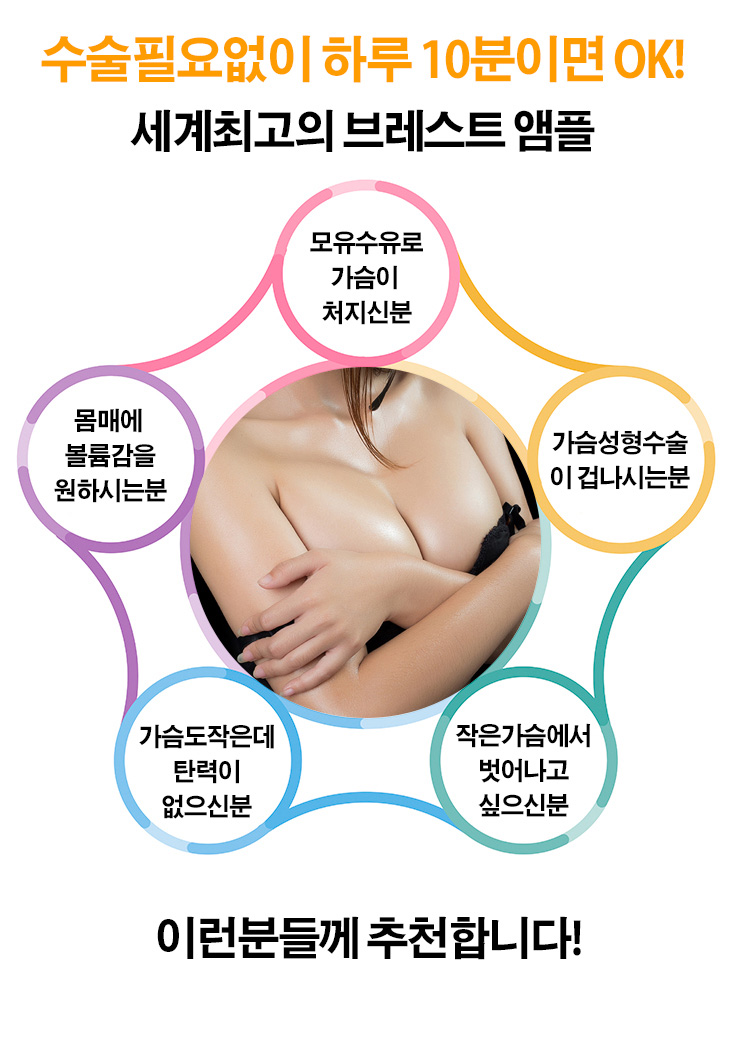 수술필요없이 하루 10분이면 OK!
세계최고의 브레스트 앰플
모유수유로
가슴이
처지신분
몸매에
볼륨감을
원하시는분
가슴성형수술
이 겁나시는분
가슴도작은데
탄력이
없으신분
작은가슴에서
벗어나고
싶으신분
이런분들께 추천합니다!